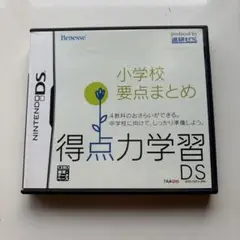 Benesse
produced by
進研ゼミ
NINTENDO DS
小学校
要点まとめ
4教科のおさらいができる。
中学校に向けて、しっかり準備しよう。
得点力学習
DS